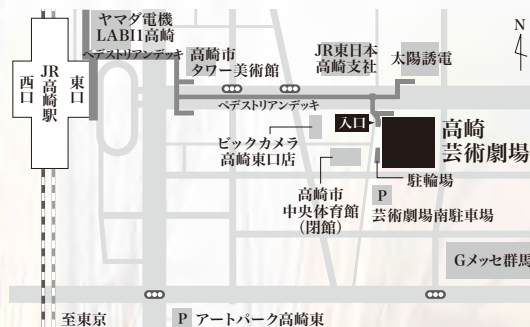 ヤマダ電機
LABI1高崎
ペデストリアンデッキ
西口
JR高崎駅
東口
高崎市
タワー美術館
JR東日本
高崎支社
太陽誘電
N
4
ペデストリアンデッキ
入口
高崎
芸術劇場
ビックカメラ
高崎東口店
駐輪場
高崎市
中央体育館
(閉館)
P
芸術劇場南駐車場
Gメッセ群馬
至東京
P アートパーク高崎東